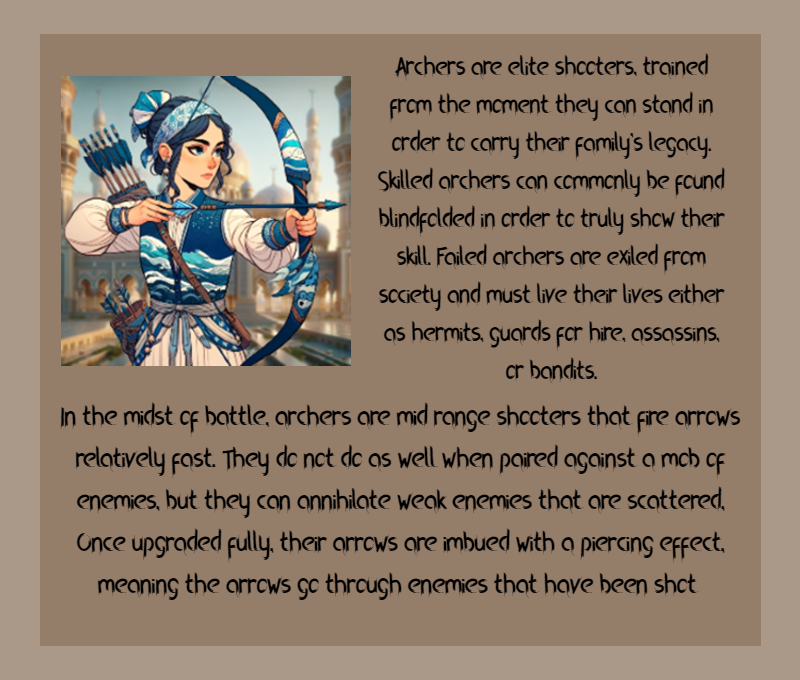 Archers are elite shooters, trained
from the moment they can stand in
order to carry their family's legacy.
Skilled archers can commonly be found
blindfolded in order to truly show their
skill. Failed archers are exiled from
society and must live their lives either
as hermits, guards for hire, assassins,
or bandits.
In the midst of battle, archers are mid range shooters that fire arrows
relatively fast. They do not do as well when paired against a mob of
enemies, but they can annihilate weak enemies that are scattered,
Once upgraded fully, their arrows are imbued with a piercing effect,
meaning the arrows go through enemies that have been shot